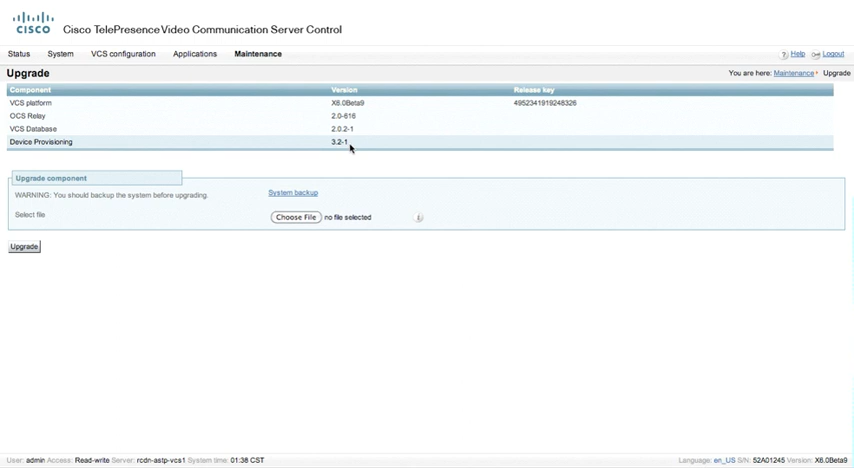 CISCO
Cisco TelePresence Video Communication Server Control
Status System VCS configuration Applications Maintenance Help Logout
Upgrade You are here: Maintenance Upgrade
Component Version Release key
VCS platform X6.0Beta9 4952341919248326
OCS Relay 2.0-616
VCS Database 2.0.2-1
Device Provisioning 3.2-1
Upgrade component
WARNING: You should backup the system before upgrading. System backup
Select file Choose File no file selected
Upgrade
User: admin Access: Read-write Server: rcdn-astp-vcs1 System time: 01:38 CST Language: en_US S/N: 52A01245 Version: X6.0Beta9